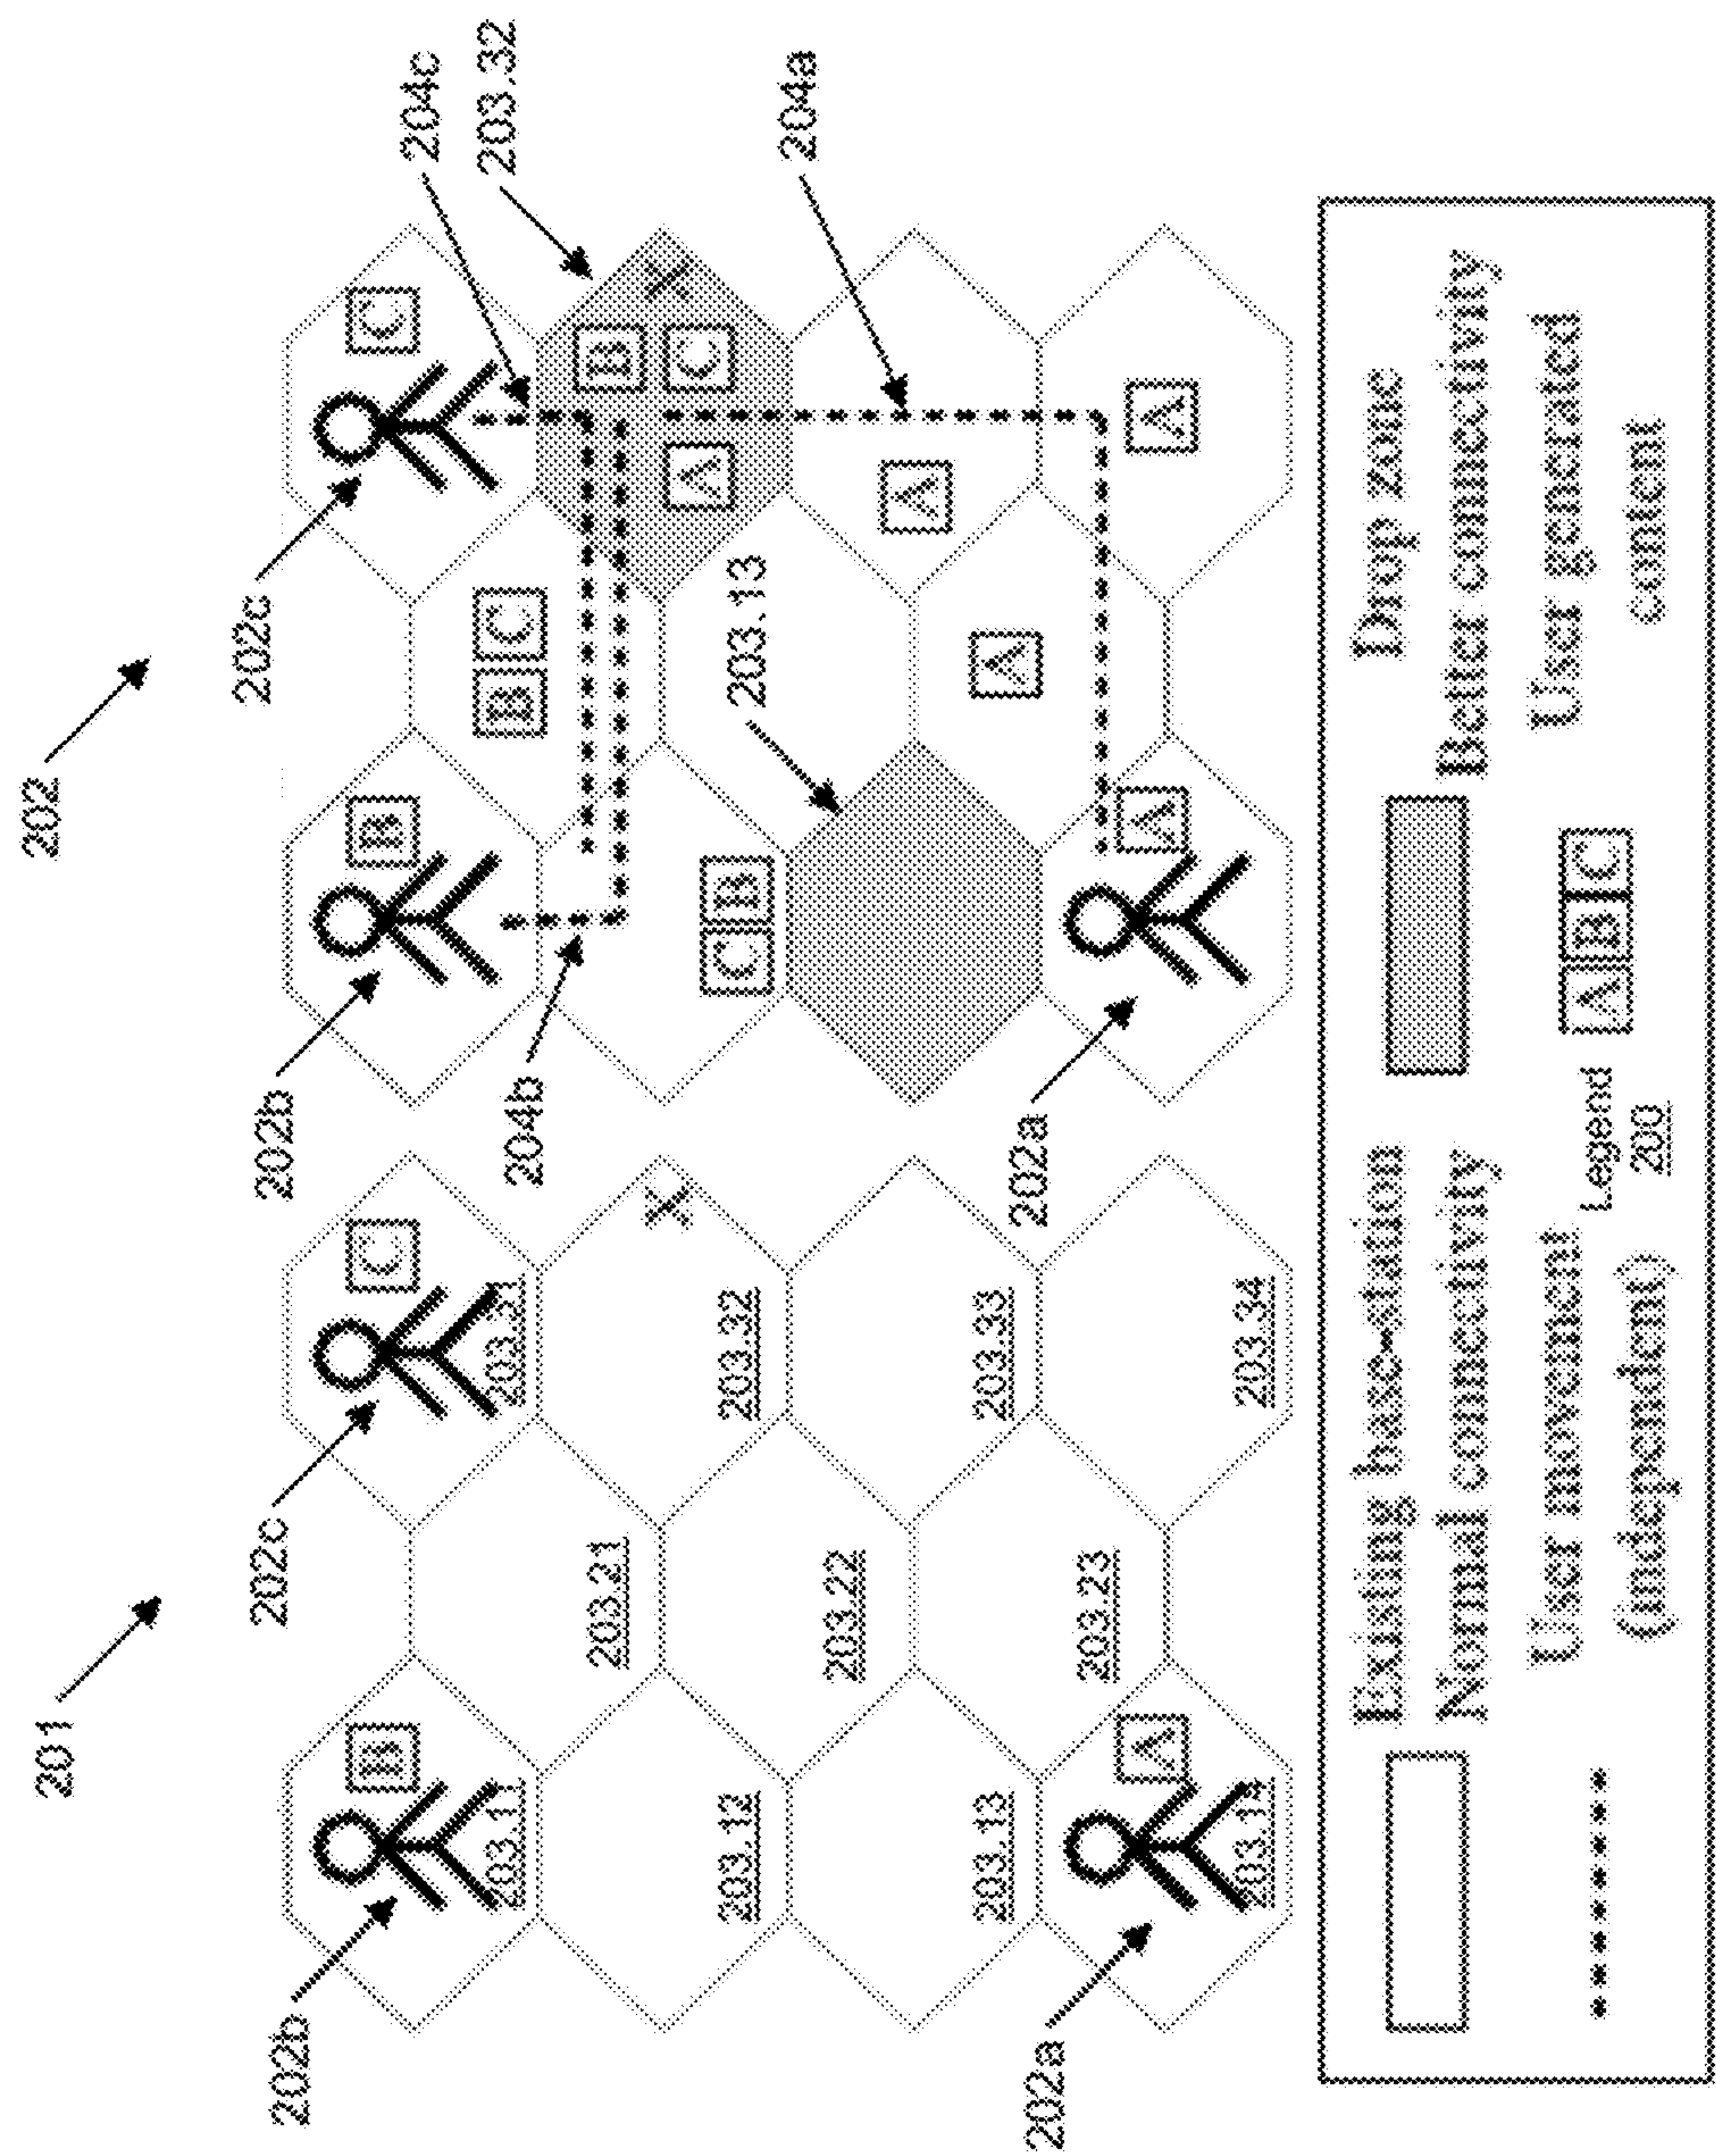 201
202
202b
202c
202b
202c
B
C
B
C
204c
203.11
203.31
203.32
B C
204b
203.21
B
X
X
A
C
203.12
203.32
C B
203.13
204a
203.22
A
203.13
203.33
A
202a
202a
203.23
A
A
A
203.14
203.34
Existing base-station
Normal connectivity
Drop zone
Better connectivity
User movement
(independent)
Legend
200
A B C
User generated
content